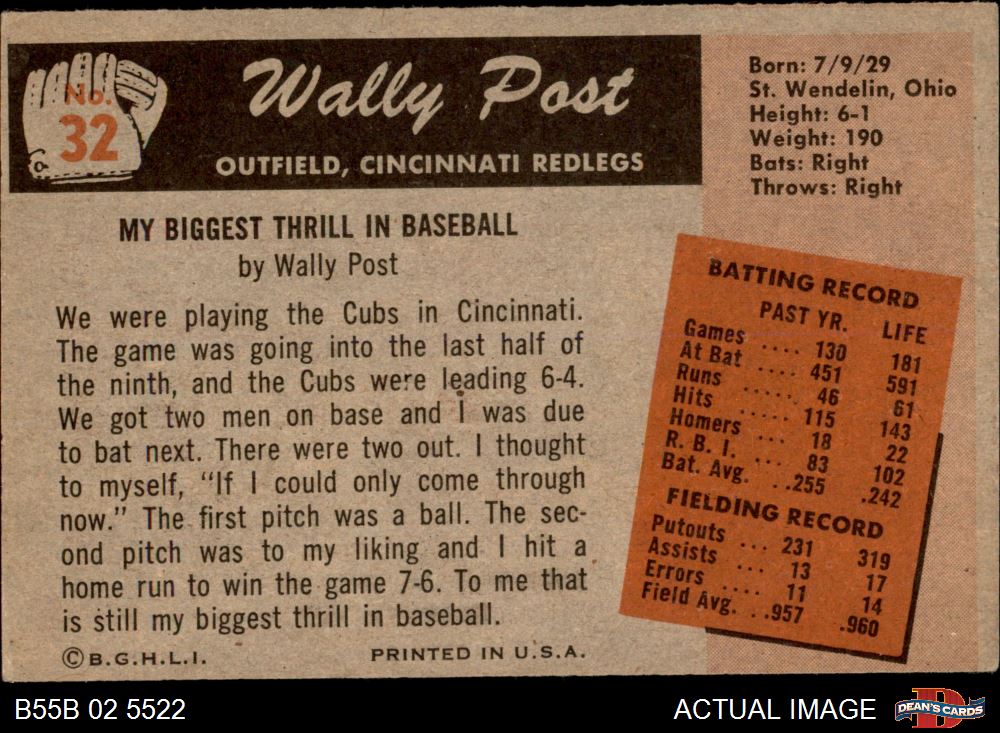 No.
32
Wally Post
OUTFIELD, CINCINNATI REDLEGS
Born: 7/9/29
St. Wendelin, Ohio
Height: 6-1
Weight: 190
Bats: Right
Throws: Right
MY BIGGEST THRILL IN BASEBALL
by Wally Post
We were playing the Cubs in Cincinnati.
The game was going into the last half of
the ninth, and the Cubs were leading 6-4.
We got two men on base and I was due
to bat next. There were two out. I thought
to myself, "If I could only come through
now." The first pitch was a ball. The sec-
ond pitch was to my liking and I hit a
home run to win the game 7-6. To me that
is still my biggest thrill in baseball.
© B.G.H.L.I. PRINTED IN U.S.A.
BATTING RECORD
PAST YR. LIFE
Games .... 130 181
At Bat .... 451 591
Runs 46 61
Hits ..... 115 143
Homers ... 18 22
R. B. I. ... 83 102
Bat. Avg. . .255 .242
FIELDING RECORD
Putouts ... 231 319
Assists ... 13 17
Errors .... 11 14
Field Avg. . .957 .960
B55B 02 5522
ACTUAL IMAGE
DEAN'S CARDS